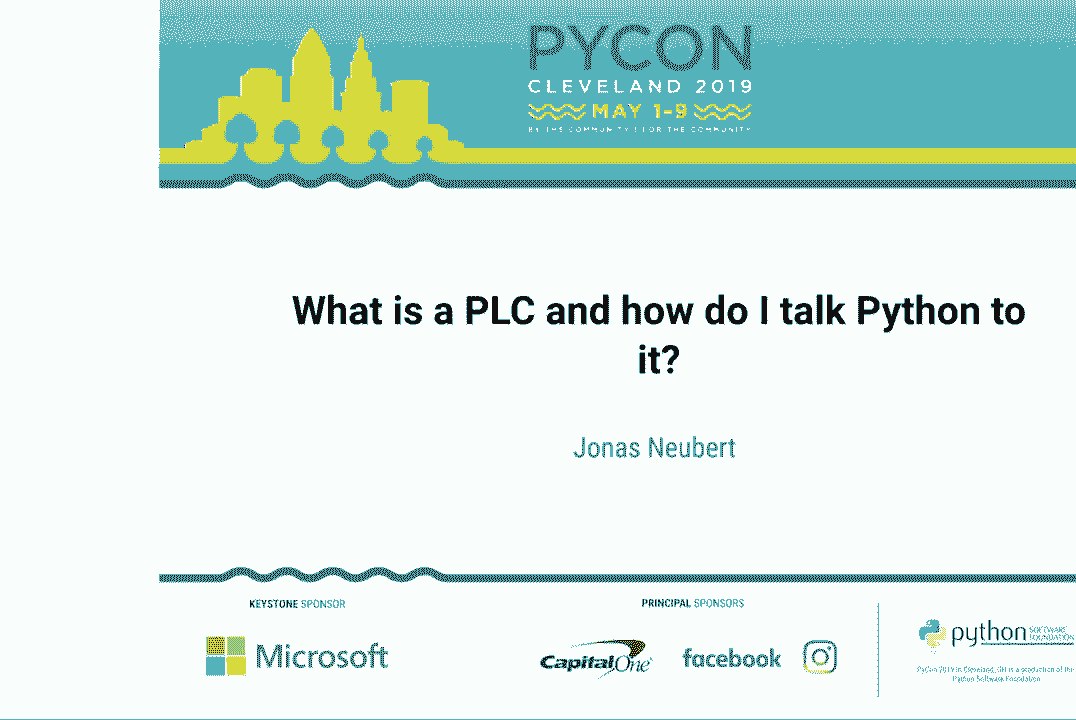 PYCON
CLEVELAND 2019
MAY 1-9
BY THE COMMUNITY | FOR THE COMMUNITY
What is a PLC and how do I talk Python to
it?
Jonas Neubert
KEYSTONE SPONSOR
PRINCIPAL SPONSORS
Microsoft
Capital One
facebook
python
SOFTWARE
FOUNDATION
PyCon 2019 in Cleveland, OH is a production of the
Python Software Foundation